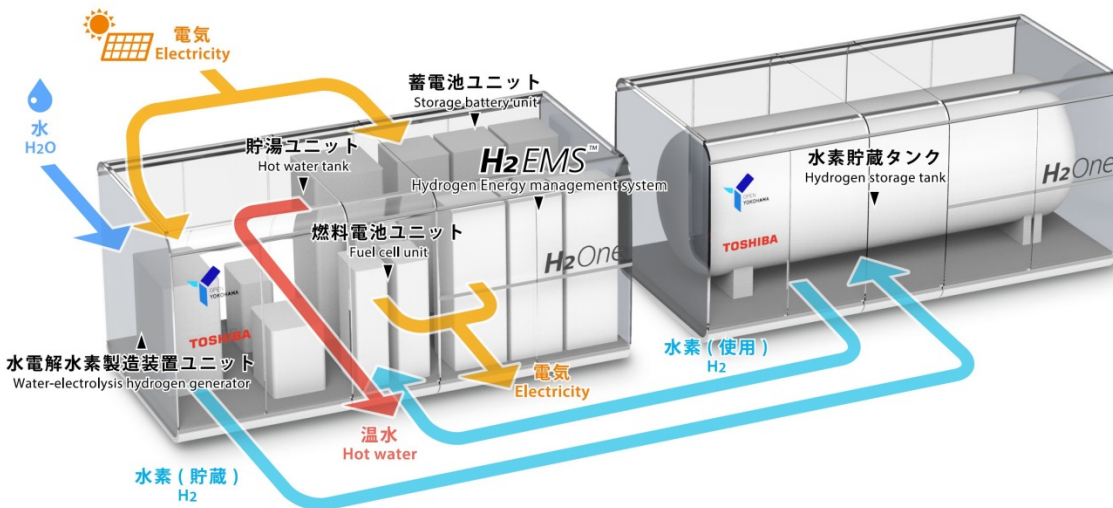 電気
Electricity
水
H2O
蓄電池ユニット
Storage battery unit
貯湯ユニット
Hot water tank
H2EMS™
Hydrogen Energy management system
燃料電池ユニット
Fuel cell unit
H2One
OPEN
YOKOHAMA
TOSHIBA
水電解水素製造装置ユニット
Water-electrolysis hydrogen generator
電気
Electricity
温水
Hot water
水素(貯蔵)
H2
水素貯蔵タンク
Hydrogen storage tank
H2One
OPEN
YOKOHAMA
TOSHIBA
水素(使用)
H2